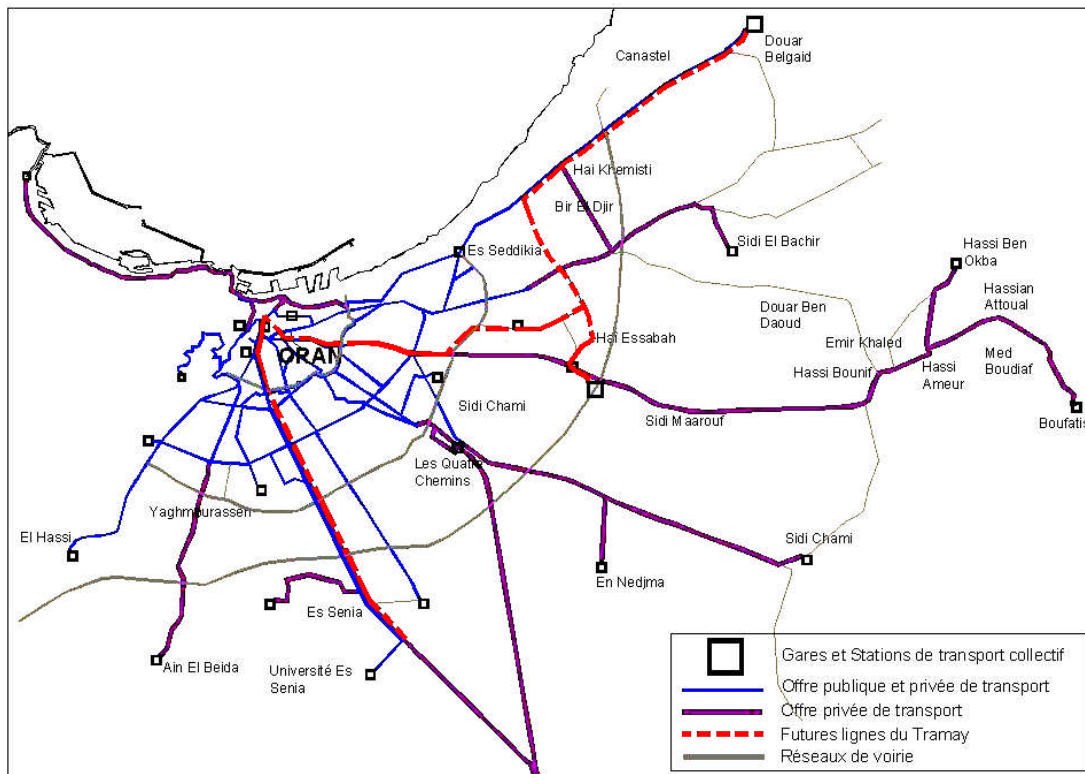 Douar
Belgaid
Canastel
Hai Khemisti
Bir El Djir
Es Seddikia
Sidi El Bachir
Hassi Ben
Okba
Hassian
Attoual
Douar Ben
Daoud
Emir Khaled
Hai Essabah
ORAN
Hassi Bounif
Hassi
Ameur
Med
Boudiaf
Sidi Chami
Sidi Maarouf
Boufatis
Les Quatre
Chemins
Yaghmourassen
El Hassi
Sidi Chami
En Nedjma
Es Senia
Ain El Beida
Université Es
Senia
Gares et Stations de transport collectif
Offre publique et privée de transport
Offre privée de transport
Futures lignes du Tramay
Réseaux de voirie